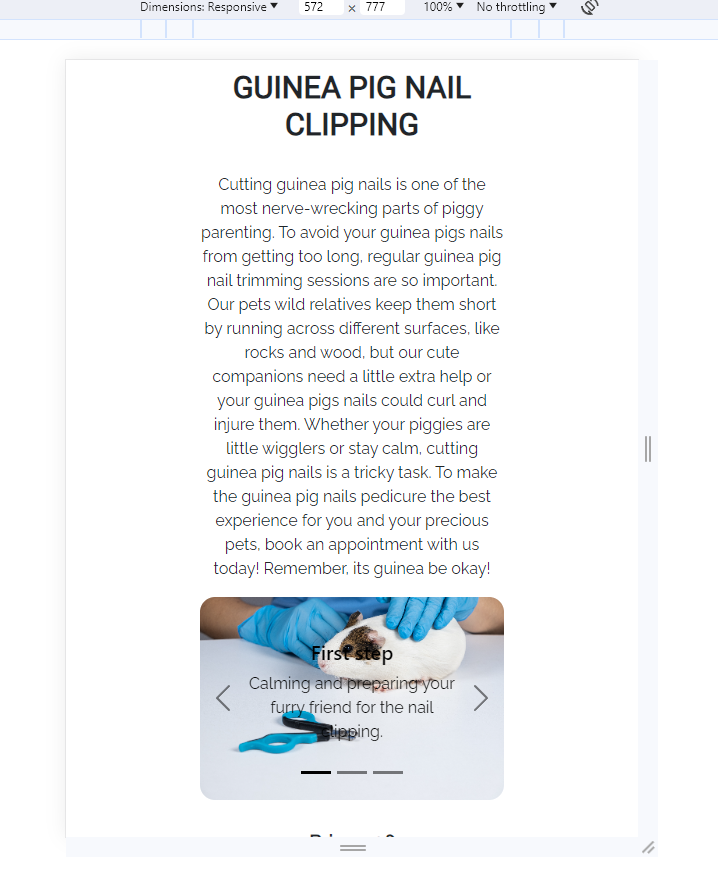 Dimensions: Responsive 572 x 777 100% No throttling
GUINEA PIG NAIL
CLIPPING
Cutting guinea pig nails is one of the
most nerve-wrecking parts of piggy
parenting. To avoid your guinea pigs nails
from getting too long, regular guinea pig
nail trimming sessions are so important.
Our pets wild relatives keep them short
by running across different surfaces, like
rocks and wood, but our cute
companions need a little extra help or
your guinea pigs nails could curl and
injure them. Whether your piggies are
little wigglers or stay calm, cutting
guinea pig nails is a tricky task. To make
the guinea pig nails pedicure the best
experience for you and your precious
pets, book an appointment with us
today! Remember, its guinea be okay!
First step
Calming and preparing your
furry friend for the nail
clipping.